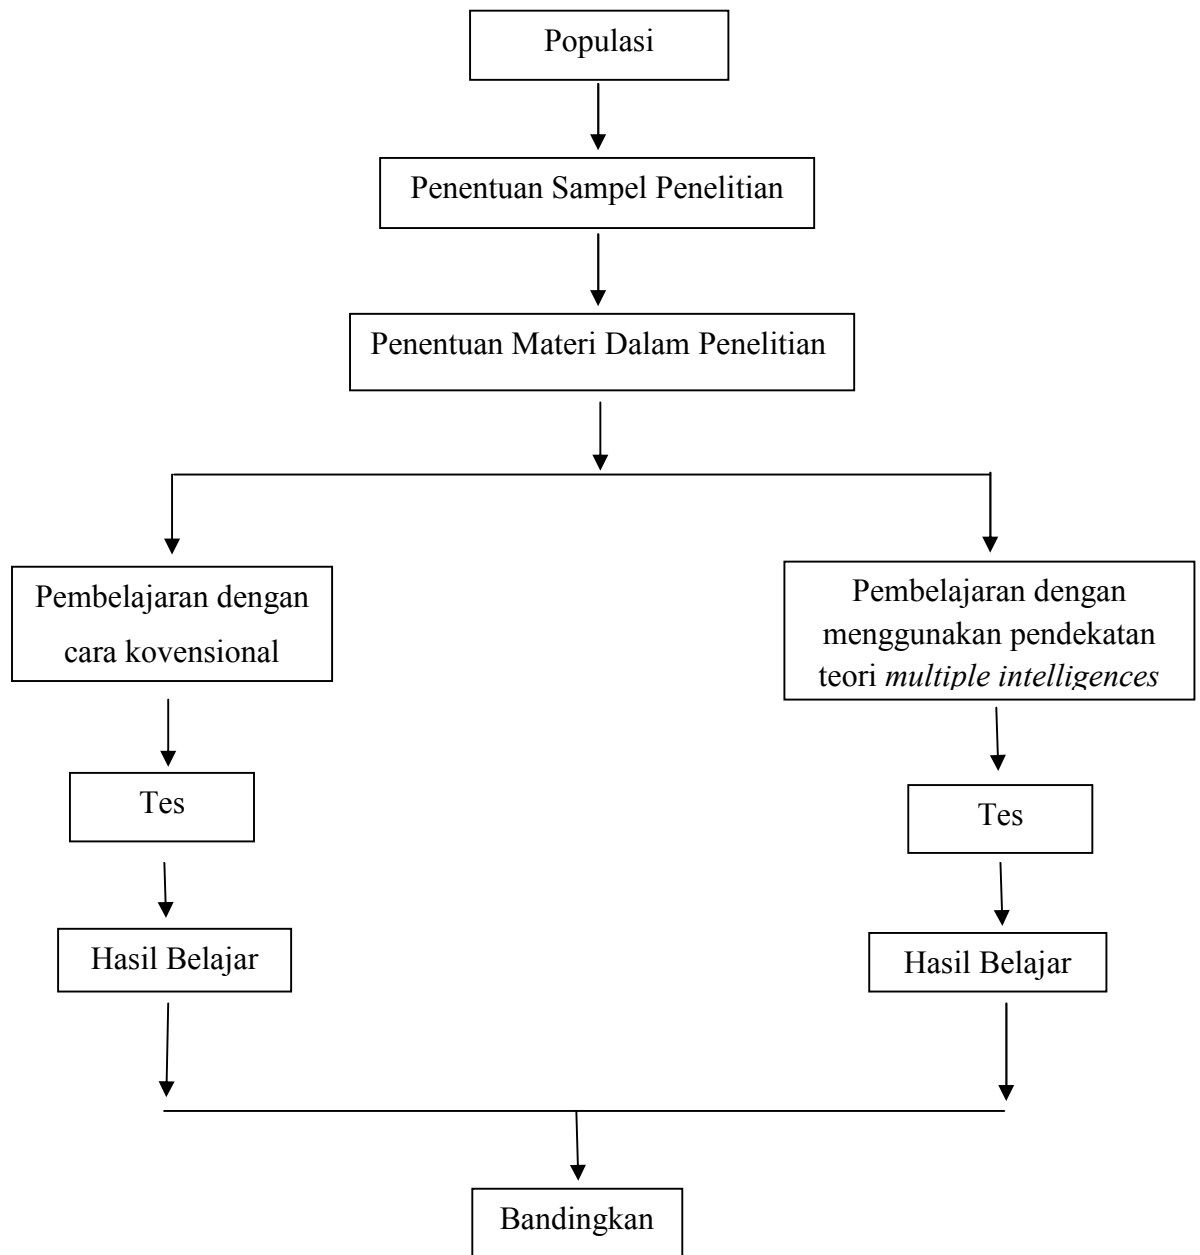 Populasi
Penentuan Sampel Penelitian
Penentuan Materi Dalam Penelitian
Pembelajaran dengan
cara kovensional
Pembelajaran dengan
menggunakan pendekatan
teori multiple intelligences
Tes
Tes
Hasil Belajar
Hasil Belajar
Bandingkan